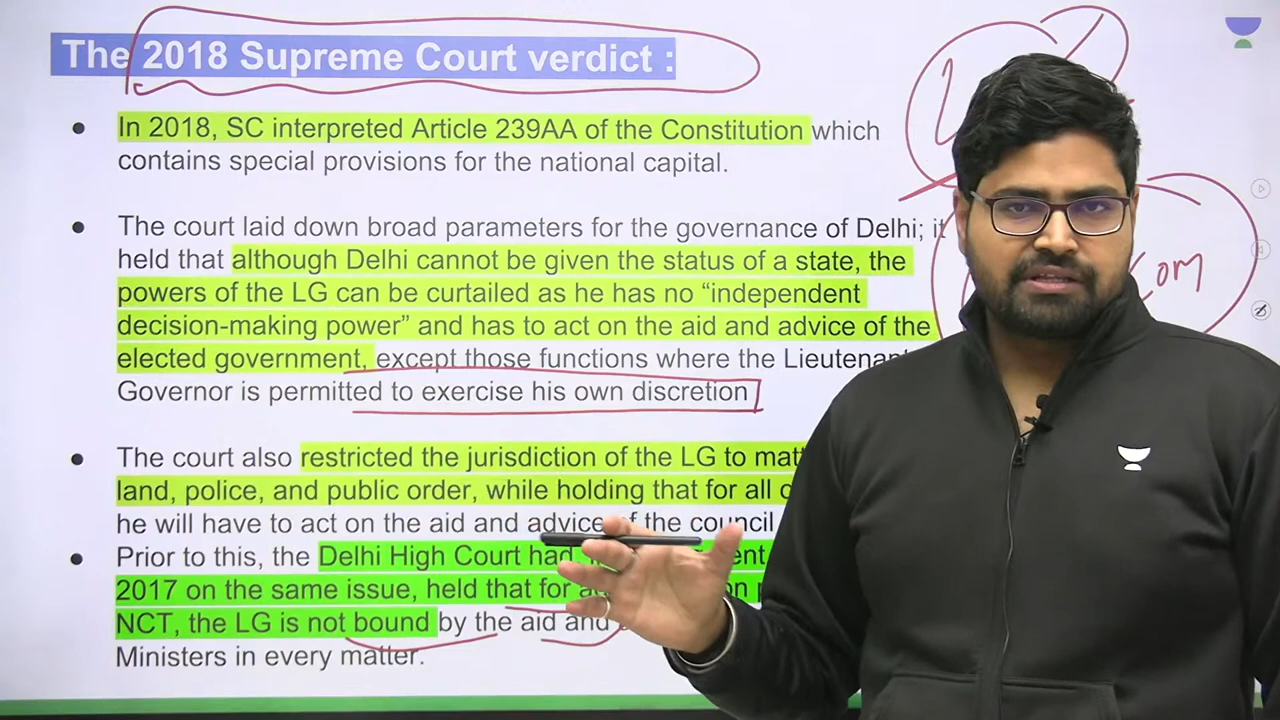 The 2018 Supreme Court verdict :
In 2018, SC interpreted Article 239AA of the Constitution which
contains special provisions for the national capital.
The court laid down broad parameters for the governance of Delhi; it
held that although Delhi cannot be given the status of a state, the
powers of the LG can be curtailed as he has no “independent
decision-making power” and has to act on the aid and advice of the
elected government, except those functions where the
Governor is permitted to exercise his own discretion
The court also restricted the jurisdiction of the LG to
land, police, and public order, while holding that for all
he will have to act on the aid and advice of the council
Prior to this, the Delhi High Court had
2017 on the same issue, held that for
NCT, the LG is not bound by the aid and
Ministers in every matter.
com